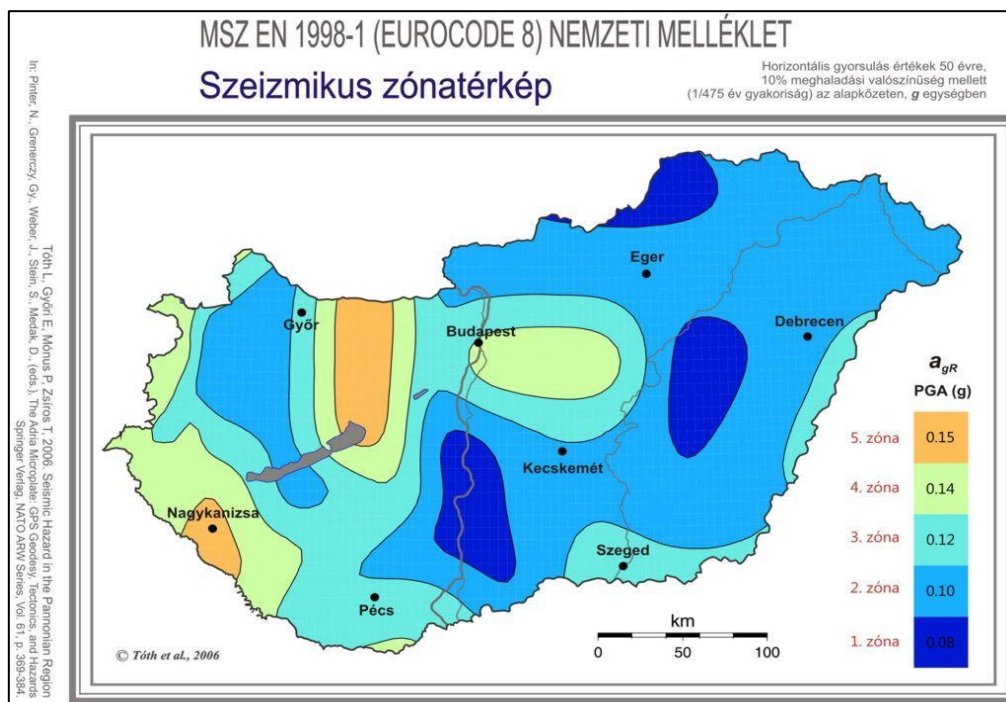 MSZ EN 1998-1 (EUROCODE 8) NEMZETI MELLÉKLET
Szeizmikus zónatérkép
Horizontális gyorsulás értékek 50 évre,
10% meghaladási valószínűség mellett
(1/475 év gyakoriság) az alapkőzeten, g egységben
Tóth L, Győri E, Mónus P, Zsíros T, 2006. Seismic Hazard in the Pannonian Region
In: Pinter, N., Grenerczy, Gy., Weber, J., Stein, S., Medak, D., (eds.), The Adria Microplate: GPS Geodesy, Tectonics, and Hazards
Springer Verlag, NATO ARW Series, Vol. 61, p. 369-384.
Eger
Győr
Budapest
Debrecen
Kecskemét
Nagykanizsa
Szeged
Pécs
agR
PGA (g)
5. zóna 0.15
4. zóna 0.14
3. zóna 0.12
2. zóna 0.10
1. zóna 0.08
km
0 50 100
© Tóth et al., 2006